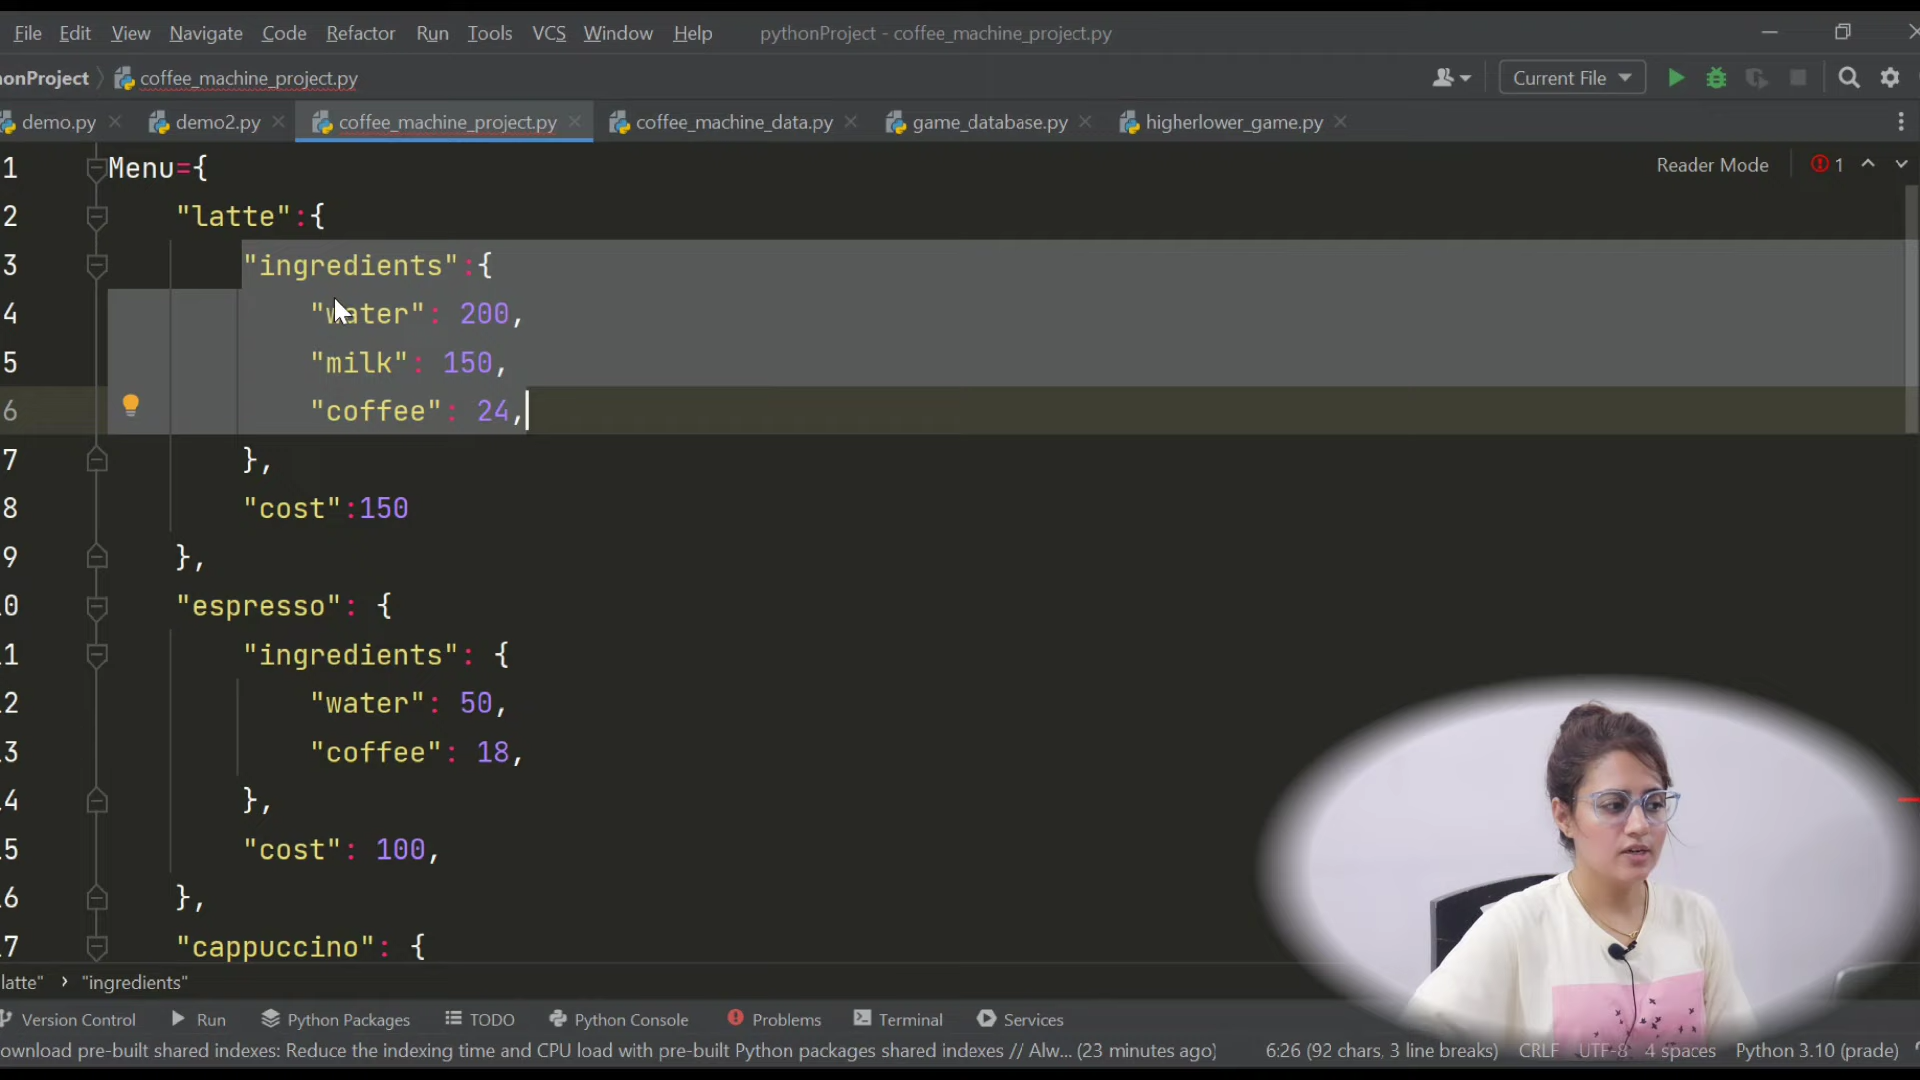 File Edit View Navigate Code Refactor Run Tools VCS Window Help pythonProject - coffee_machine_project.py
honProject coffee_machine_project.py Current File
demo.py demo2.py coffee_machine_project.py coffee_machine_data.py game_database.py higherlower_game.py
1 Menu={ Reader Mode 1
2 "latte":{
3 "ingredients":{
4 "water": 200,
5 "milk": 150,
6 "coffee": 24,
7 },
8 "cost":150
9 },
.0 "espresso": {
.1 "ingredients": {
.2 "water": 50,
.3 "coffee": 18,
.4 },
.5 "cost": 100,
.6 },
.7 "cappuccino": {
latte" › "ingredients"
Version Control Run Python Packages TODO Python Console Problems Terminal Services
ownload pre-built shared indexes: Reduce the indexing time and CPU load with pre-built Python packages shared indexes // Alw... (23 minutes ago) 6:26 (92 chars, 3 line breaks) CRLF UTF-8 4 spaces Python 3.10 (prade)